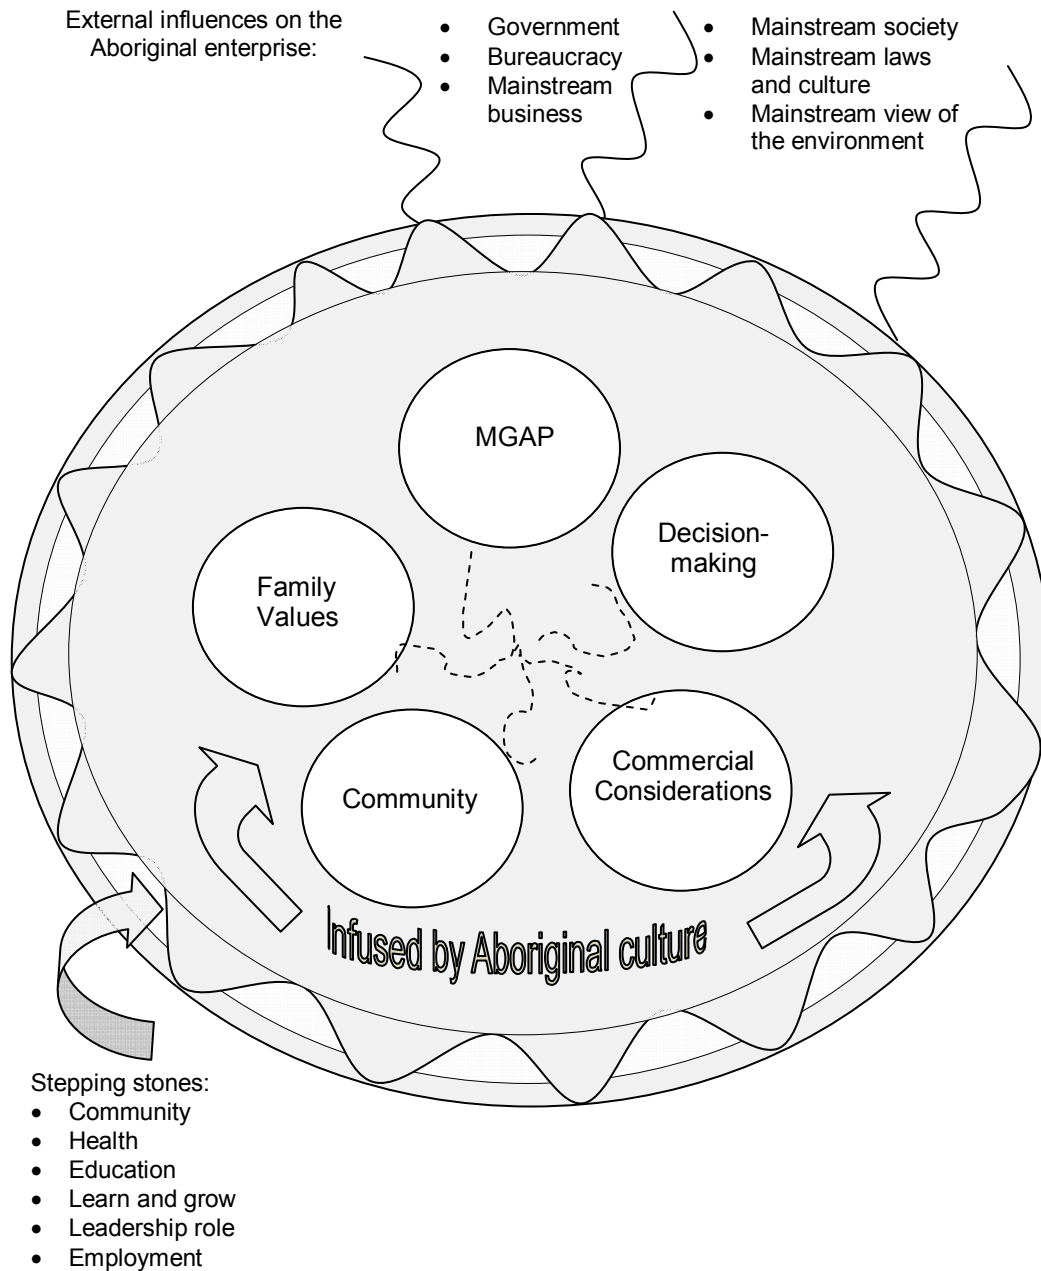 External influences on the
Aboriginal enterprise:
• Government
• Bureaucracy
• Mainstream
business
• Mainstream society
• Mainstream laws
and culture
• Mainstream view of
the environment
MGAP
Decision-
making
Family
Values
Commercial
Considerations
Community
Infused by Aboriginal culture
Stepping stones:
• Community
• Health
• Education
• Learn and grow
• Leadership role
• Employment